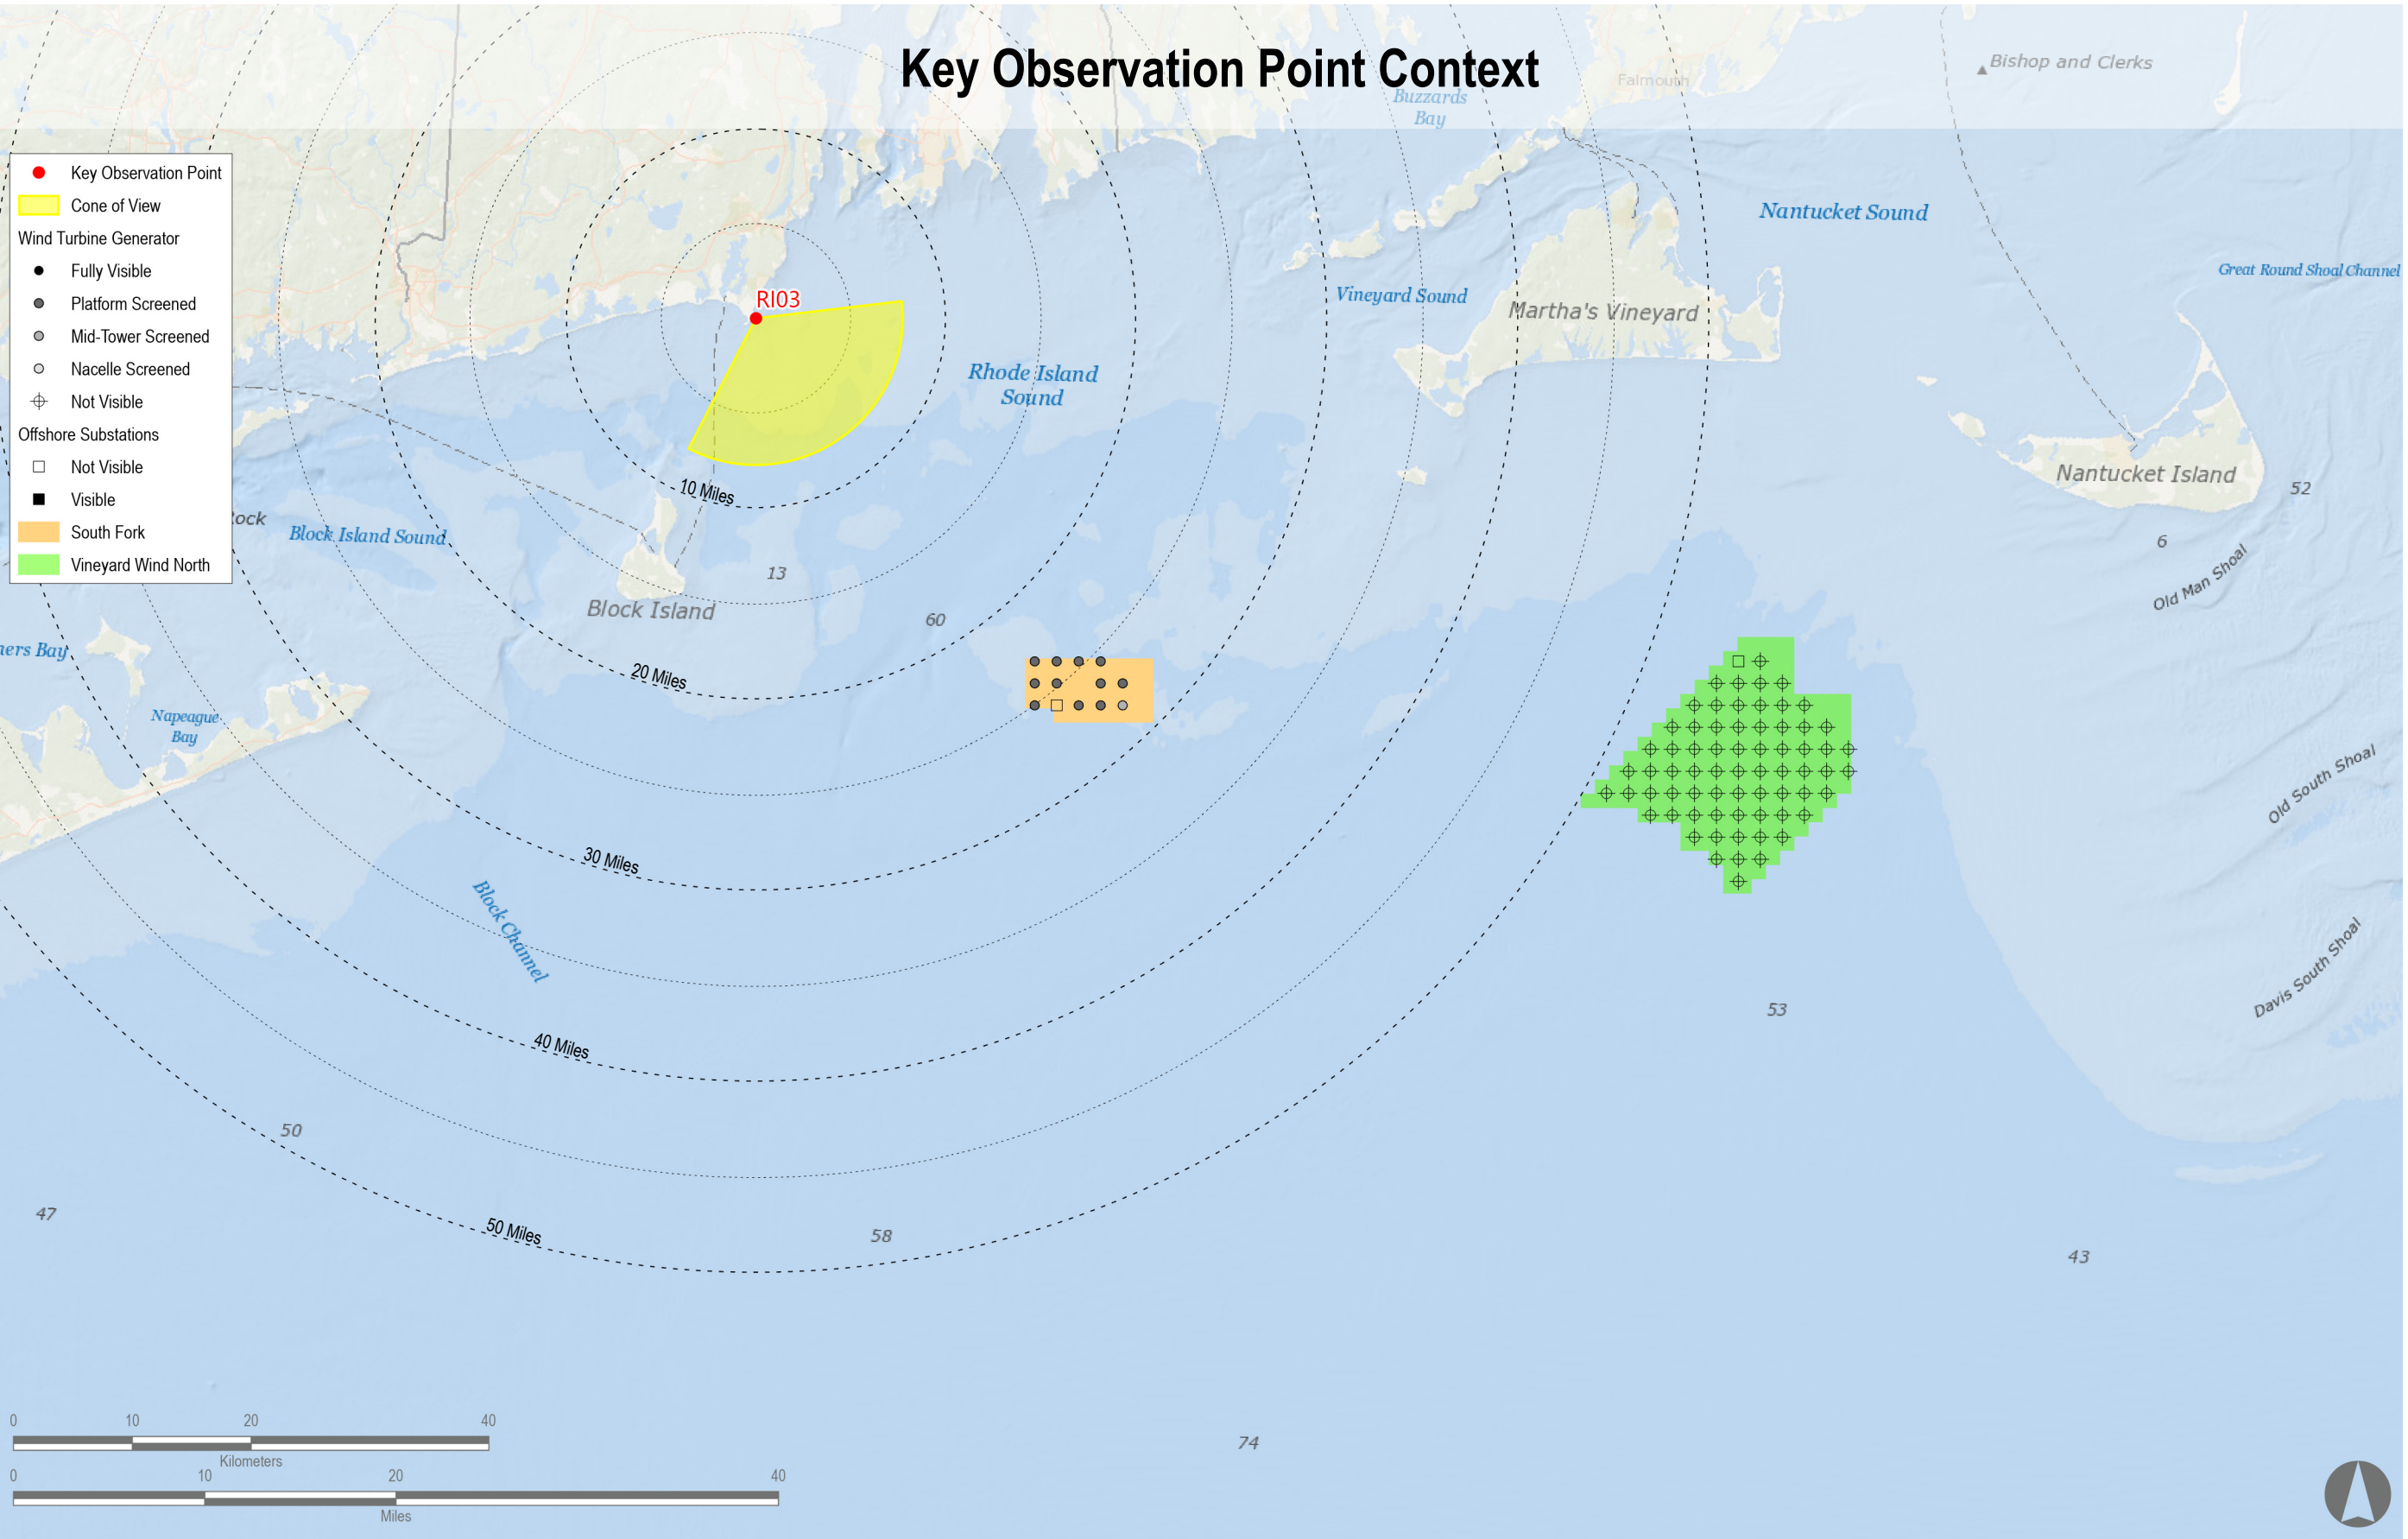 Key Observation Point Context
Bishop and Clerks
Falmouth
Buzzards
Bay
Key Observation Point
Cone of View
Wind Turbine Generator
Fully Visible
Platform Screened
Mid-Tower Screened
Nacelle Screened
Not Visible
Offshore Substations
Not Visible
Visible
South Fork
Vineyard Wind North
Nantucket Sound
Great Round Shoal Channel
RI03
Vineyard Sound
Martha's Vineyard
Rhode Island
Sound
Nantucket Island
52
10 Miles
Block Island Sound
6
Old Man Shoal
13
Block Island
60
20 Miles
Napeague
Bay
Old South Shoal
30 Miles
Block Channel
Davis South Shoal
53
40 Miles
50
47
50 Miles
58
43
74
0 10 20 40
Kilometers
0 10 20 40
Miles